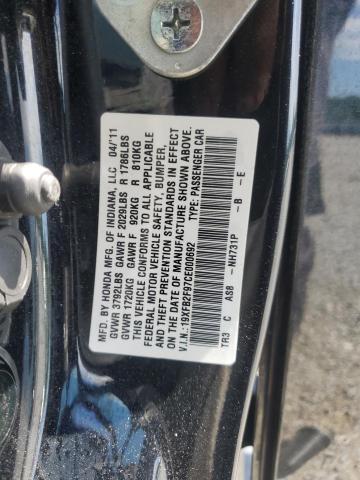 MFD. BY HONDA MFG. OF INDIANA, LLC 04/11
GVWR 3792LBS GAWR F 2029LBS R 1786LBS
GVWR 1720KG GAWR F 920KG R 810KG
THIS VEHICLE CONFORMS TO ALL APPLICABLE
FEDERAL MOTOR VEHICLE SAFETY, BUMPER,
AND THEFT PREVENTION STANDARDS IN EFFECT
ON THE DATE OF MANUFACTURE SHOWN ABOVE.
V.I.N.: 19XFB2F97CE000692 TYPE: PASSENGER CAR
TR3 C AS8 - NH731P - B - E